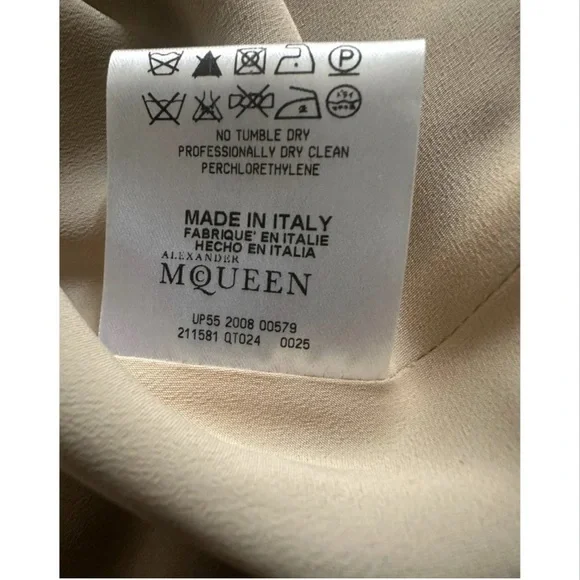 P
NO TUMBLE DRY
PROFESSIONALLY DRY CLEAN
PERCHLORETHYLENE
MADE IN ITALY
FABRIQUE' EN ITALIE
HECHO EN ITALIA
ALEXANDER
MCQUEEN
UP55 2008 00579
211581 QT024 0025